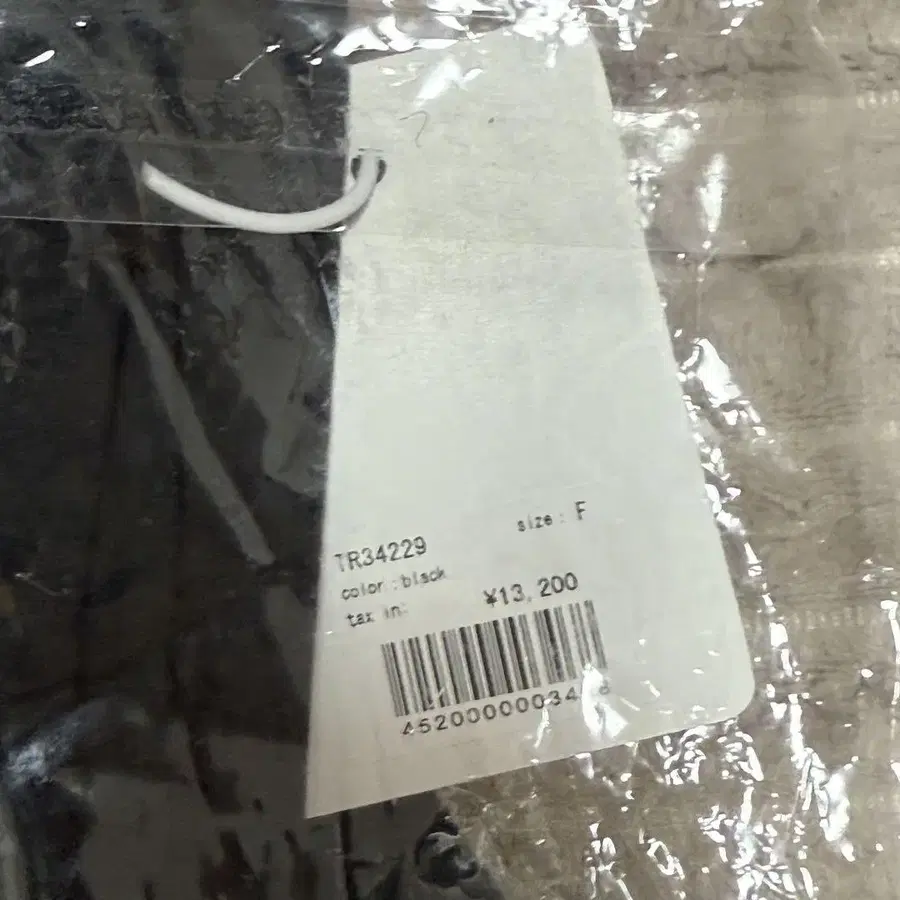 TR34229 size: F
color:black
tax in: ¥13,200